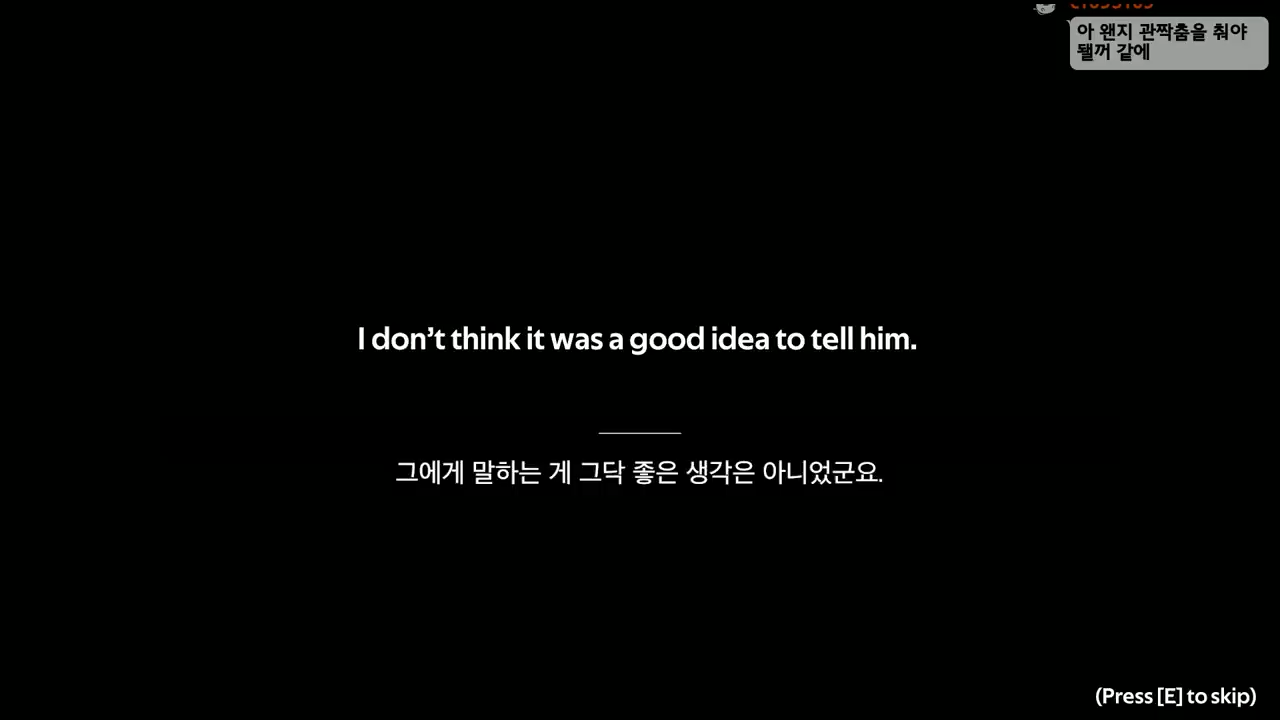 아 왠지 관짝춤을 춰야
됄꺼 같에
I don’t think it was a good idea to tell him.
그에게 말하는 게 그닥 좋은 생각은 아니었군요.
(Press [E] to skip)